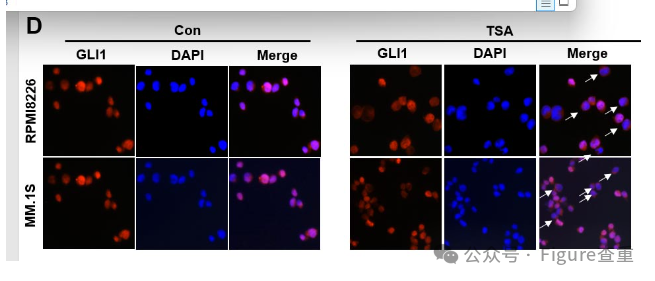 D
Con
TSA
GLI1 DAPI Merge GLI1 DAPI Merge
RPMI8226
MM.1S
公众号 · Figure查重